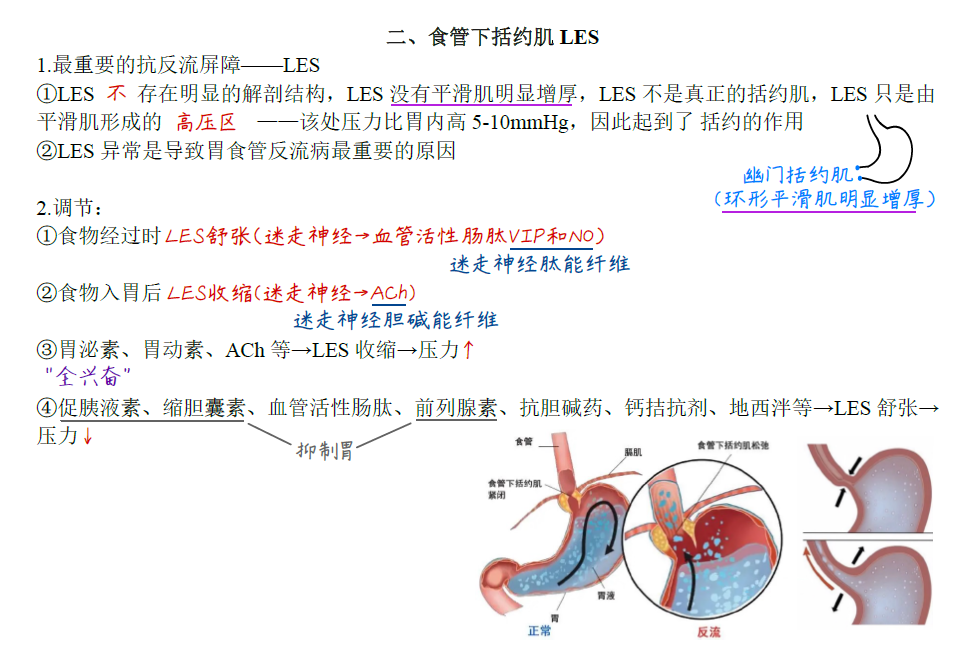 二、食管下括约肌 LES
1.最重要的抗反流屏障——LES
①LES 不 存在明显的解剖结构，LES 没有平滑肌明显增厚，LES 不是真正的括约肌，LES 只是由
平滑肌形成的 高压区 ——该处压力比胃内高 5-10mmHg，因此起到了 括约的作用
②LES 异常是导致胃食管反流病最重要的原因
幽门括约肌:
(环形平滑肌明显增厚)
2.调节：
①食物经过时 LES舒张(迷走神经→血管活性肠肽VIP和NO)
迷走神经肽能纤维
②食物入胃后 LES收缩(迷走神经→ACh)
迷走神经胆碱能纤维
③胃泌素、胃动素、ACh 等→LES 收缩→压力↑
"全兴奋"
④促胰液素、缩胆囊素、血管活性肠肽、前列腺素、抗胆碱药、钙拮抗剂、地西泮等→LES 舒张→
压力↓
抑制胃
食管
膈肌
食管下括约肌松弛
食管下括约肌
紧闭
胃液
胃
正常
反流